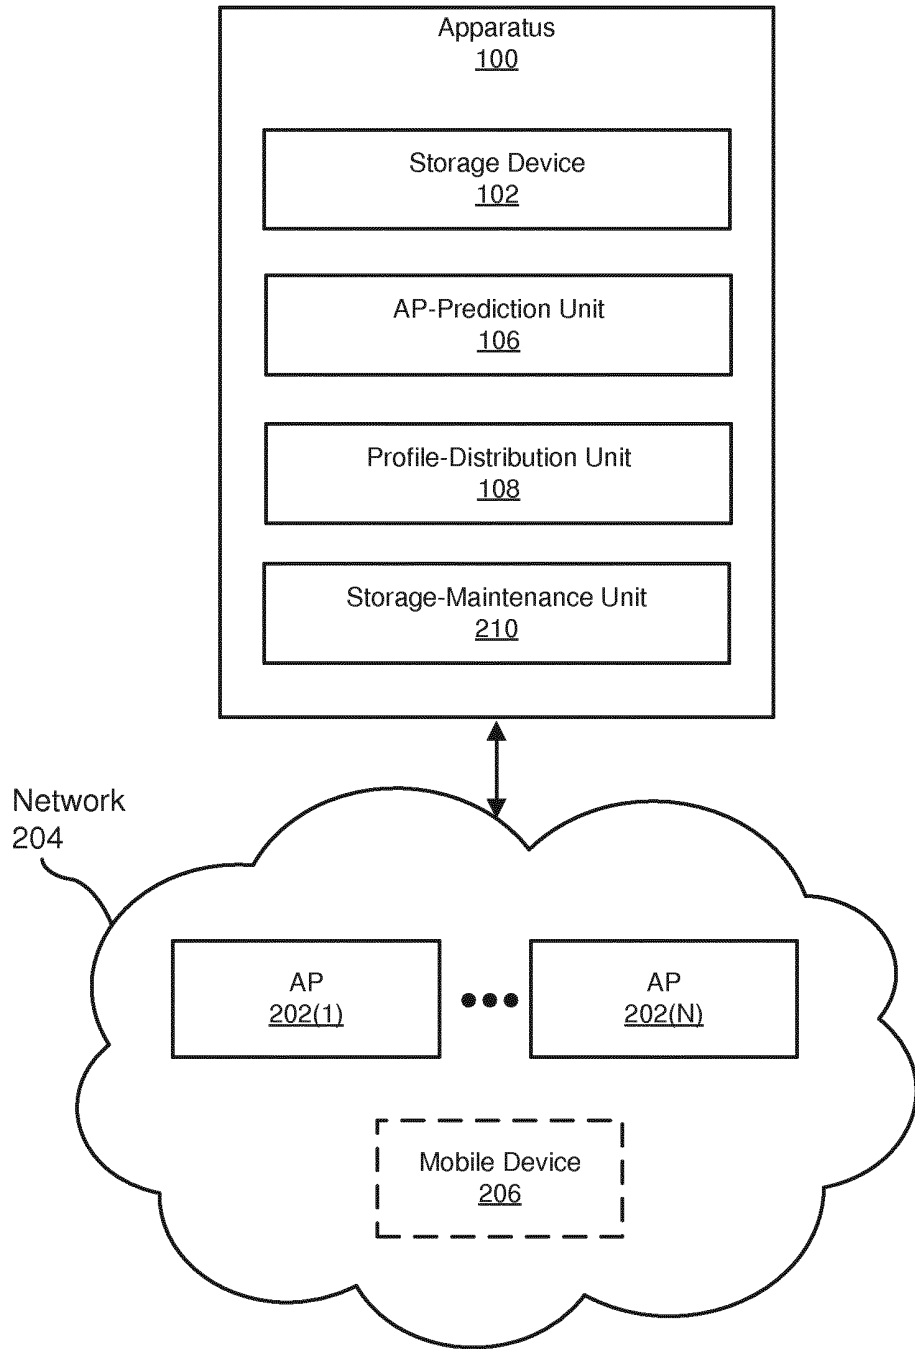 Apparatus
100
Storage Device
102
AP-Prediction Unit
106
Profile-Distribution Unit
108
Storage-Maintenance Unit
210
Network
204
AP
202(1)
AP
202(N)
Mobile Device
206